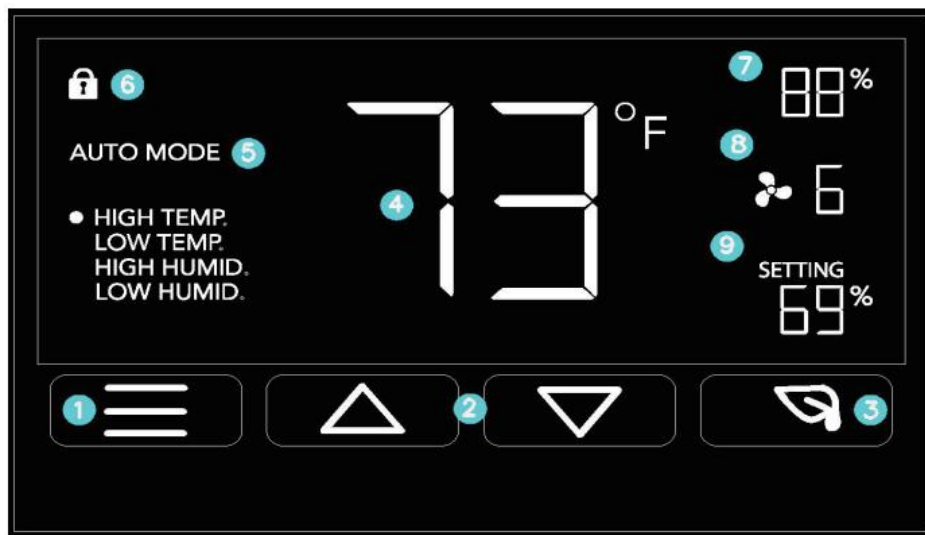 6
AUTO MODE 5
HIGH TEMP.
LOW TEMP.
HIGH HUMID.
LOW HUMID.
4
73°F
7
88%
8
6
9
SETTING
69%
1
2
3